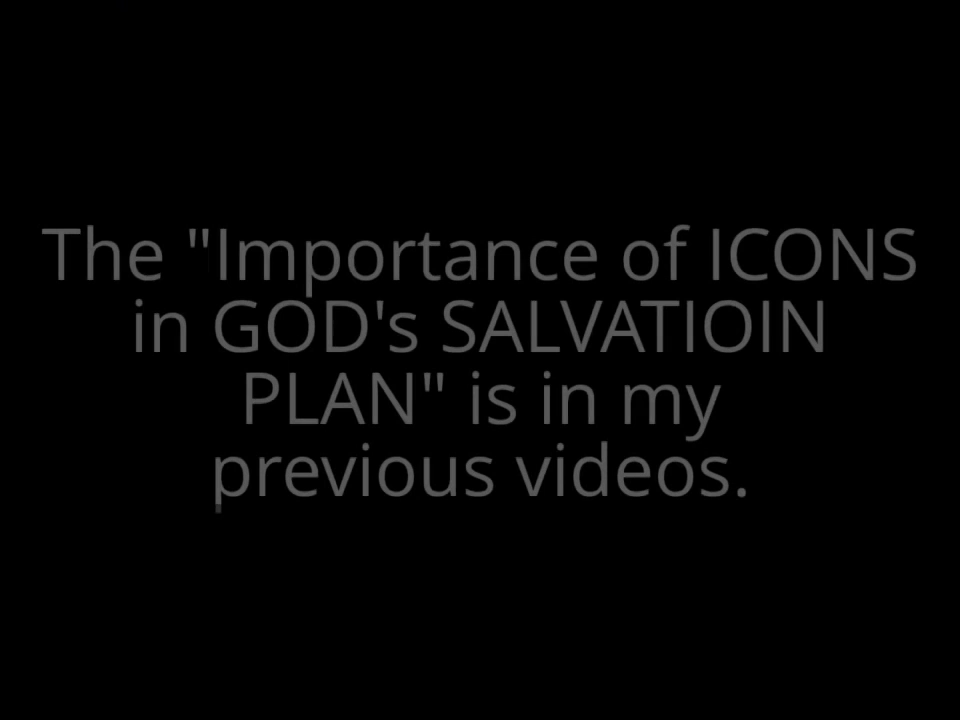 The "Importance of ICONS
in GOD's SALVATIOIN
PLAN" is in my
previous videos.